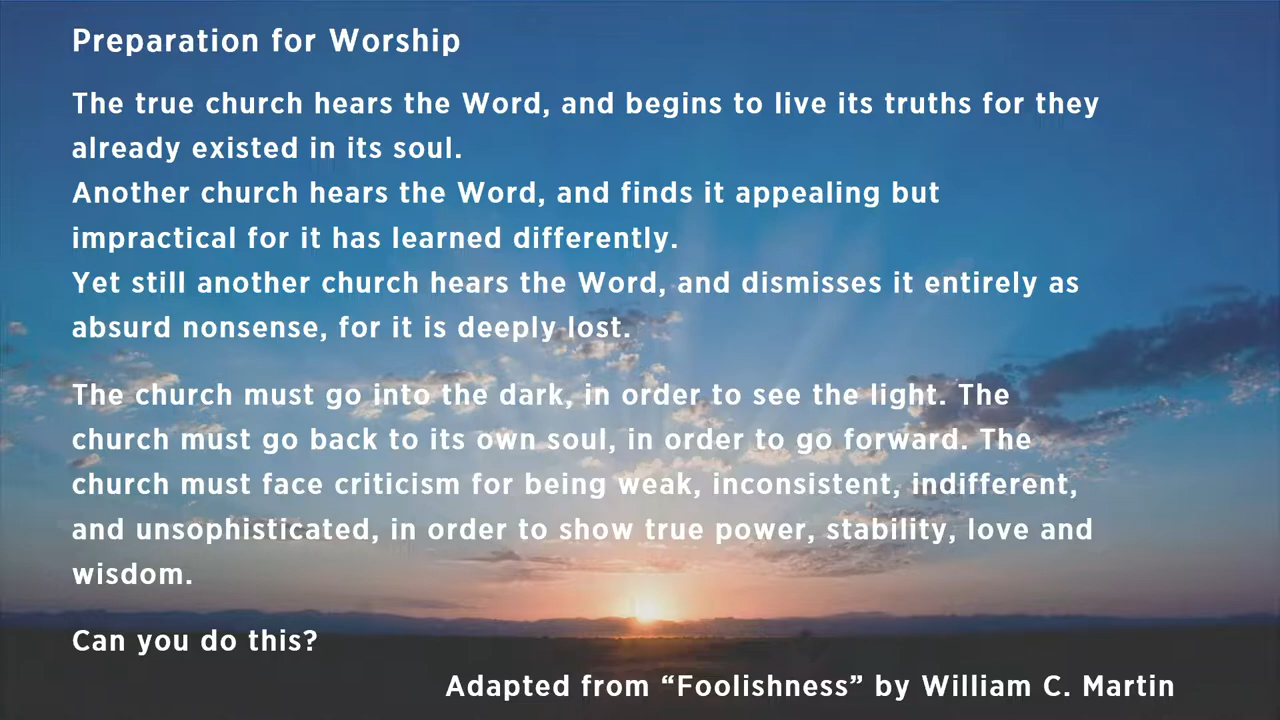 Preparation for Worship
The true church hears the Word, and begins to live its truths for they
already existed in its soul.
Another church hears the Word, and finds it appealing but
impractical for it has learned differently.
Yet still another church hears the Word, and dismisses it entirely as
absurd nonsense, for it is deeply lost.
The church must go into the dark, in order to see the light. The
church must go back to its own soul, in order to go forward. The
church must face criticism for being weak, inconsistent, indifferent,
and unsophisticated, in order to show true power, stability, love and
wisdom.
Can you do this?
Adapted from “Foolishness” by William C. Martin